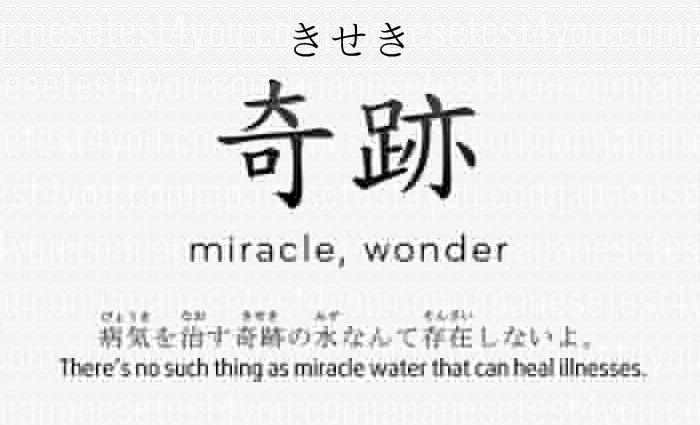 きせき
奇跡
miracle, wonder
びょうき なお きせき みず そんざい
病気を治す奇跡の水なんて存在しないよ。
There's no such thing as miracle water that can heal illnesses.